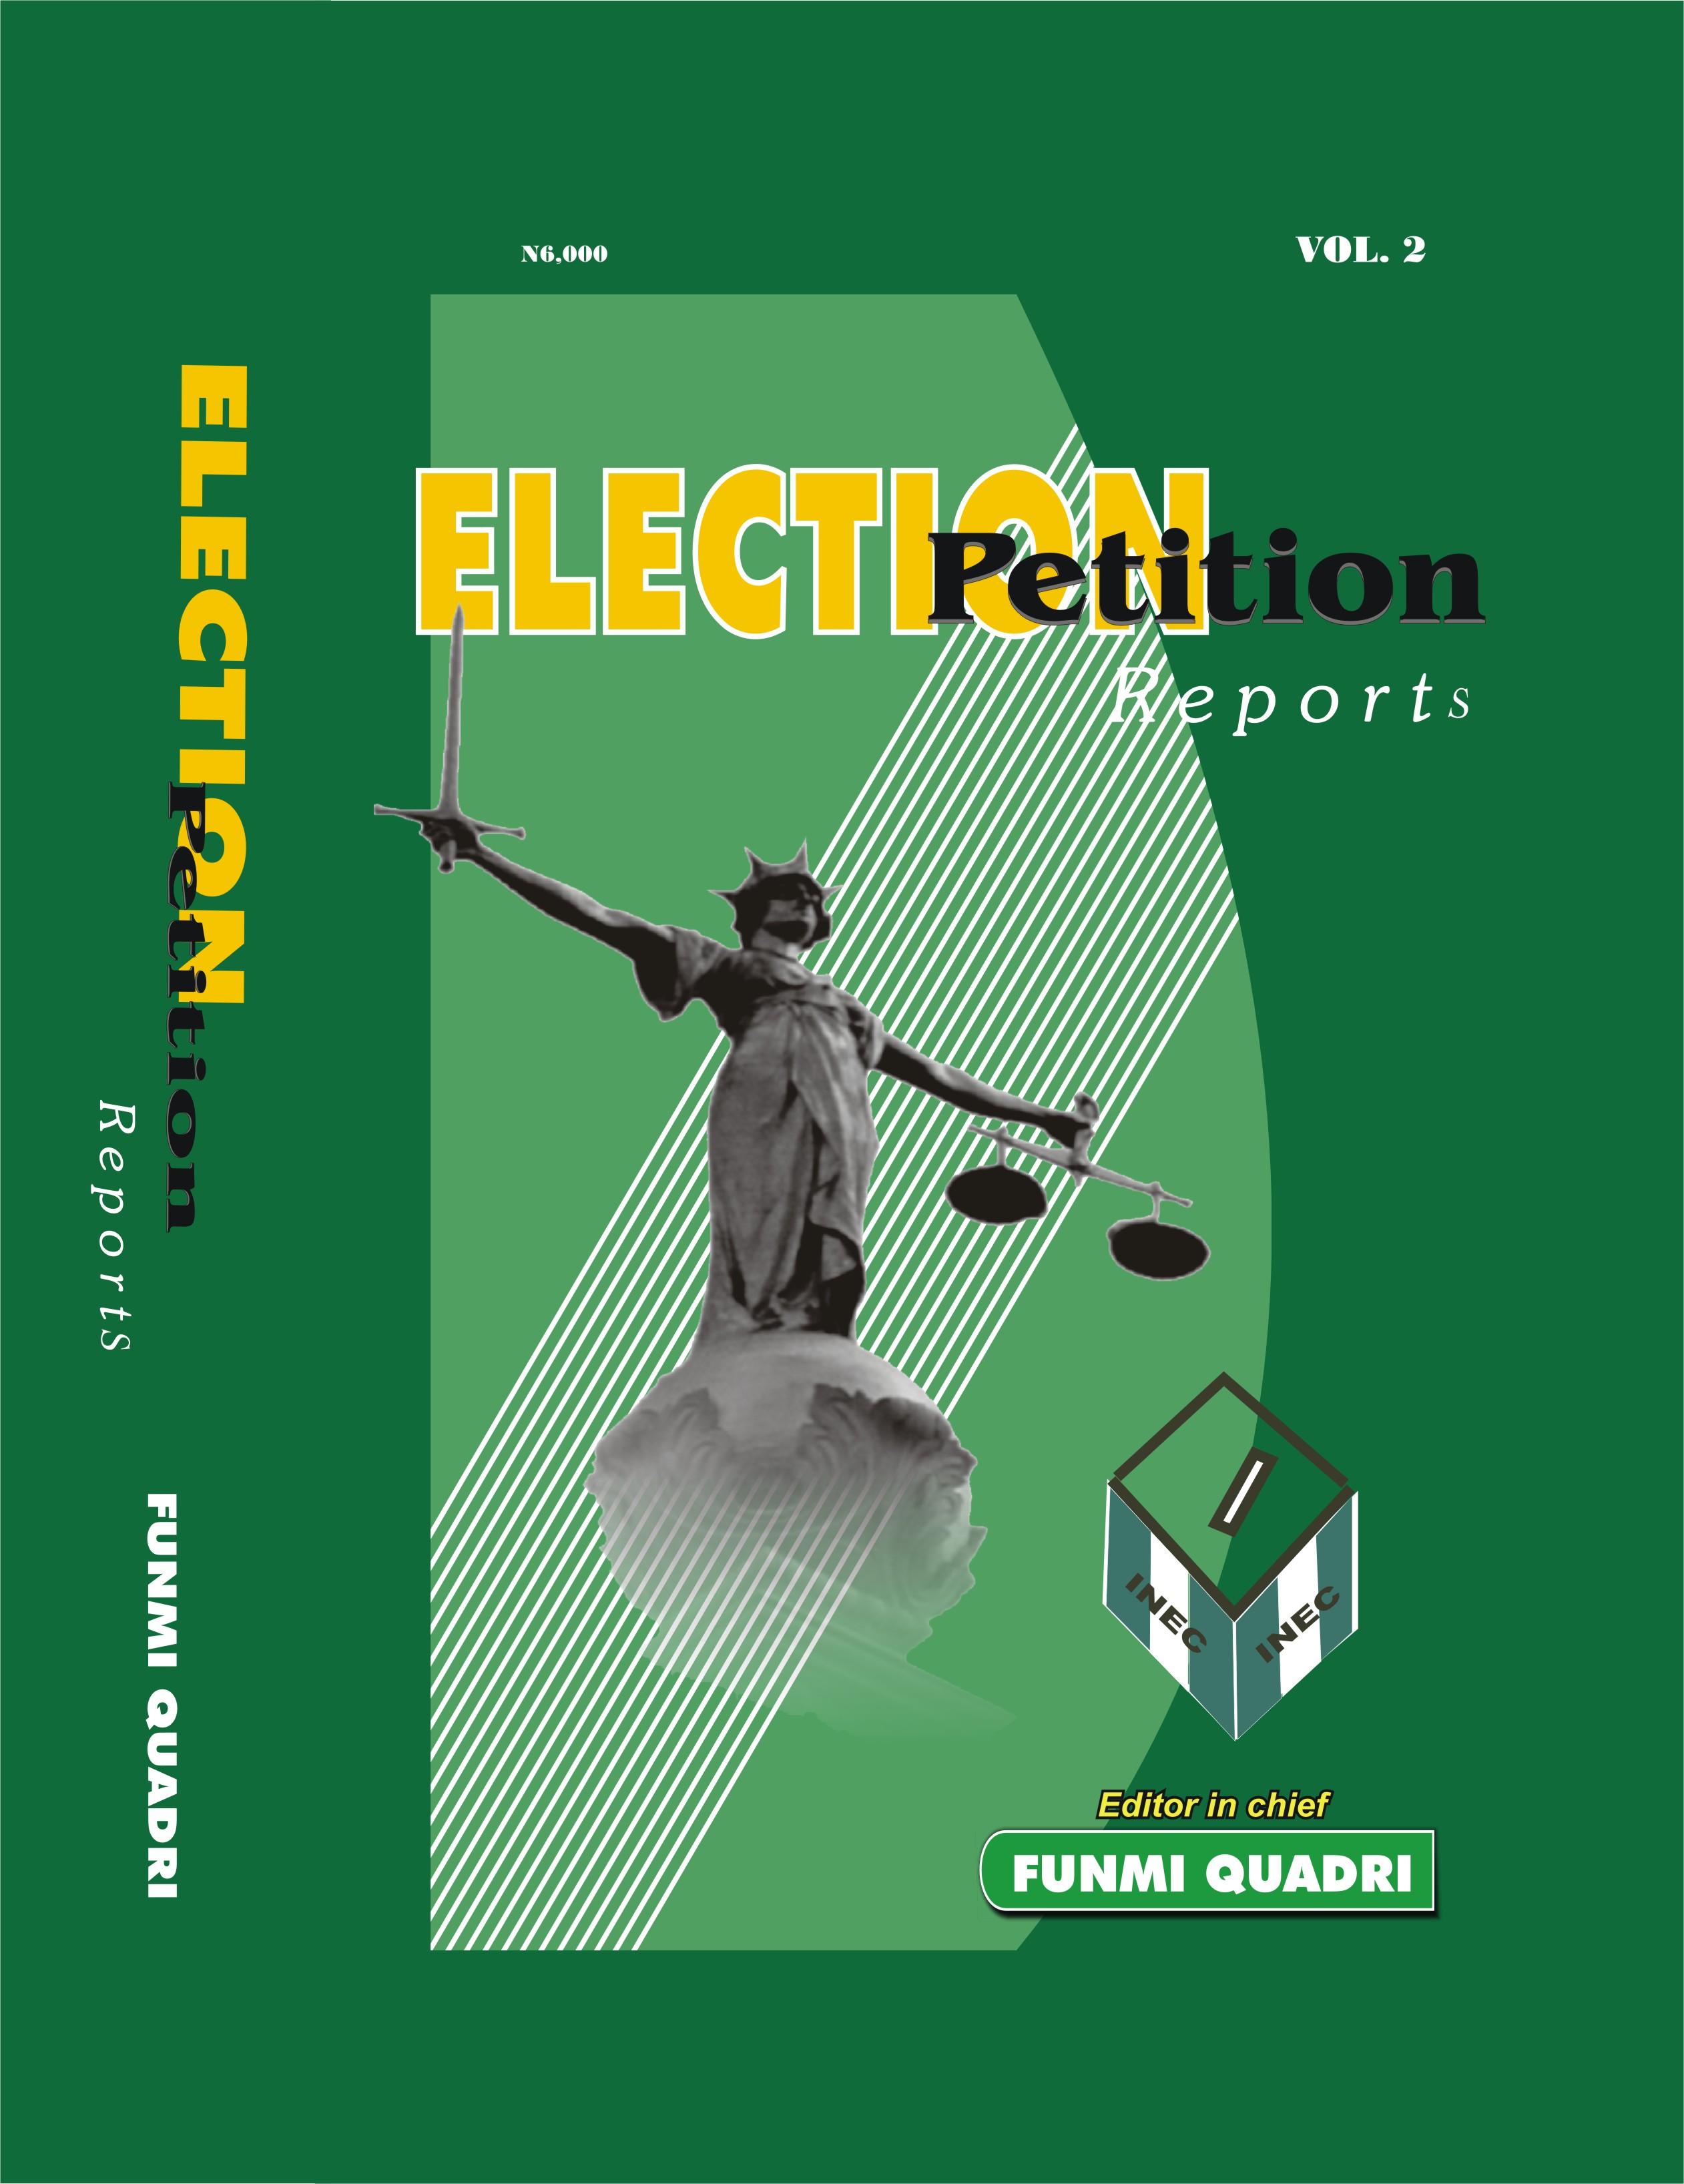 N6,000
VOL. 2
ELECTION
Petition
Reports
INEC INEC
Editor in chief
FUNMI QUADRI
ELECTION
Petition
Reports
FUNMI QUADRI